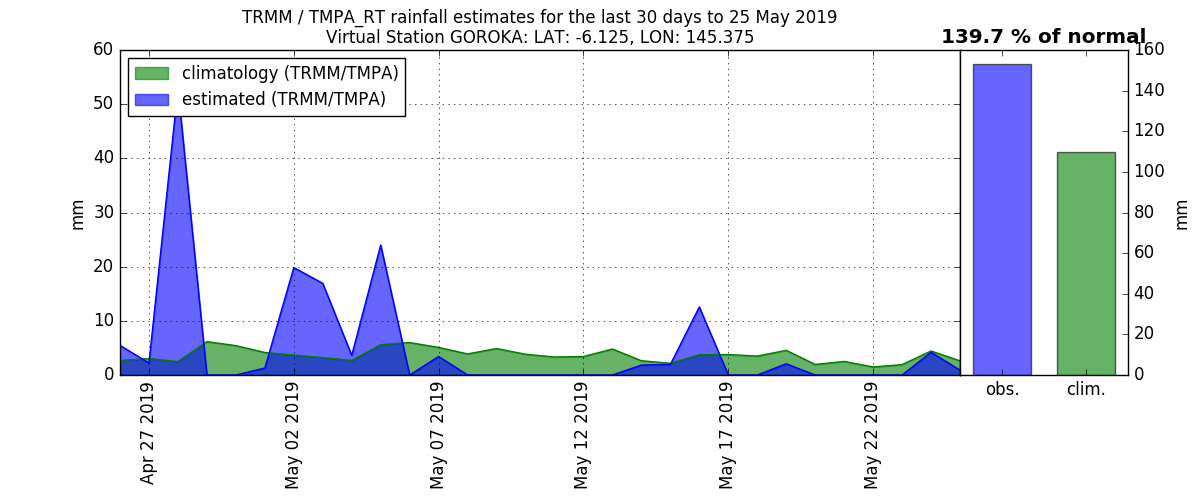 TRMM / TMPA_RT rainfall estimates for the last 30 days to 25 May 2019
Virtual Station GOROKA: LAT: -6.125, LON: 145.375
139.7 % of normal
climatology (TRMM/TMPA)
estimated (TRMM/TMPA)
60
50
40
30
20
10
0
mm
Apr 27 2019
May 02 2019
May 07 2019
May 12 2019
May 17 2019
May 22 2019
160
140
120
100
80
60
40
20
0
mm
obs.
clim.